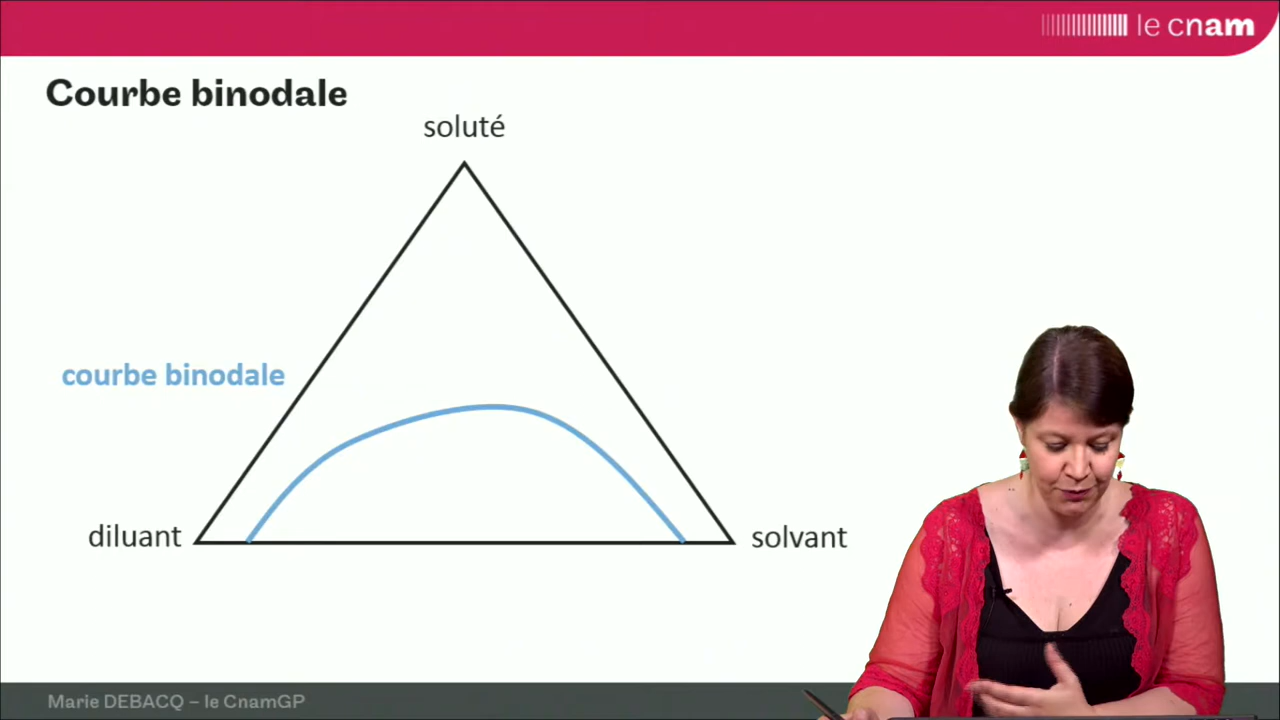 le cnam
Courbe binodale
soluté
courbe binodale
diluant
solvant
Marie DEBACQ – le CnamGP